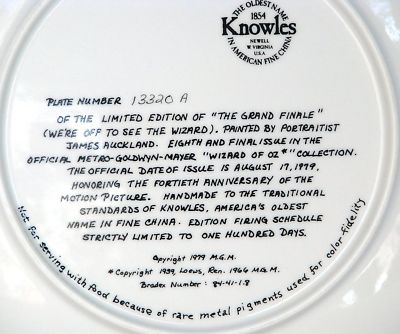 THE OLDEST NAME
1854
Knowles
NEWELL
W VIRGINIA
U.S.A
IN AMERICAN FINE CHINA
PLATE NUMBER 13320 A
OF THE LIMITED EDITION OF "THE GRAND FINALE"
(WE'RE OFF TO SEE THE WIZARD). PAINTED BY PORTRAITIST
JAMES AUCKLAND. EIGHTH AND FINAL ISSUE IN THE
OFFICIAL METRO-GOLDWYN-MAYER "WIZARD OF OZ*" COLLECTION.
THE OFFICIAL DATE OF ISSUE IS AUGUST 17, 1979,
HONORING THE FORTIETH ANNIVERSARY OF THE
MOTION PICTURE. HANDMADE TO THE TRADITIONAL
STANDARDS OF KNOWLES, AMERICA'S OLDEST
NAME IN FINE CHINA. EDITION FIRING SCHEDULE
STRICTLY LIMITED TO ONE HUNDRED DAYS.
Copyright 1979 M.G.M.
*Copyright 1939, Loews, Ren. 1966 M.G.M.
Bradex Number: 84-41-1.8
Not for serving with food because of rare metal pigments used for color fidelity